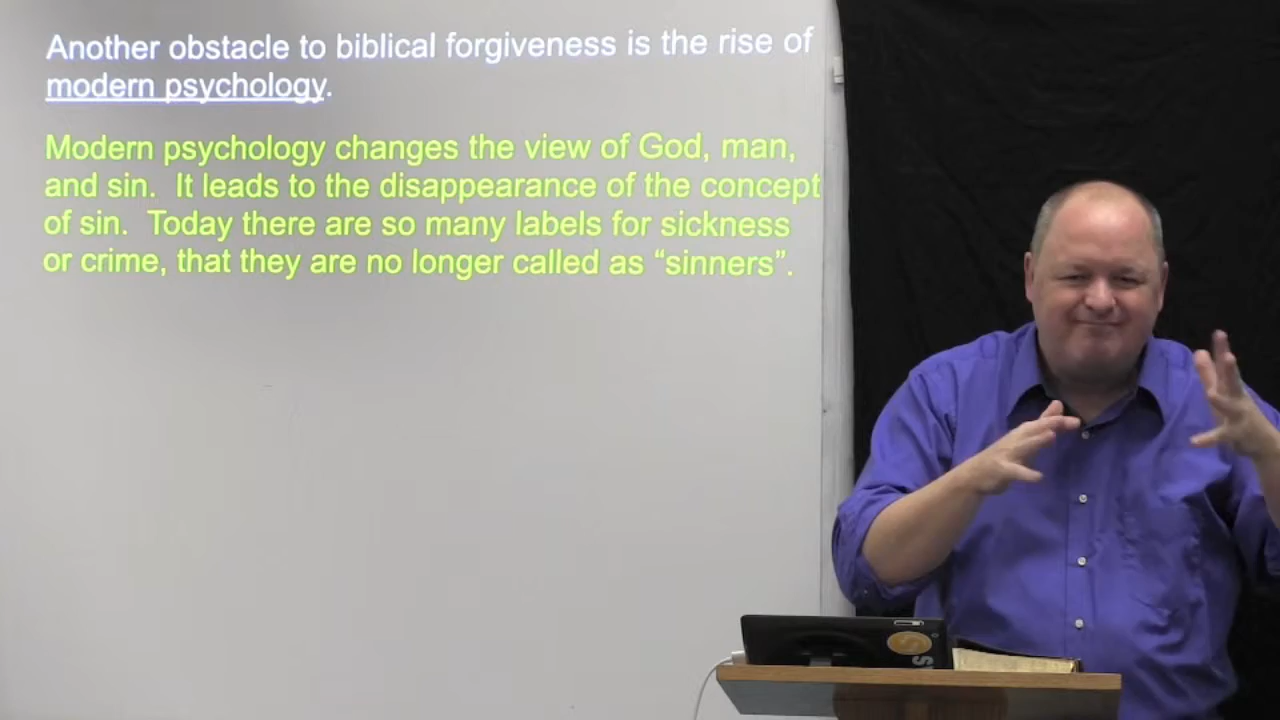 Another obstacle to biblical forgiveness is the rise of
modern psychology.
Modern psychology changes the view of God, man,
and sin.  It leads to the disappearance of the concept
of sin.  Today there are so many labels for sickness
or crime, that they are no longer called as “sinners”.